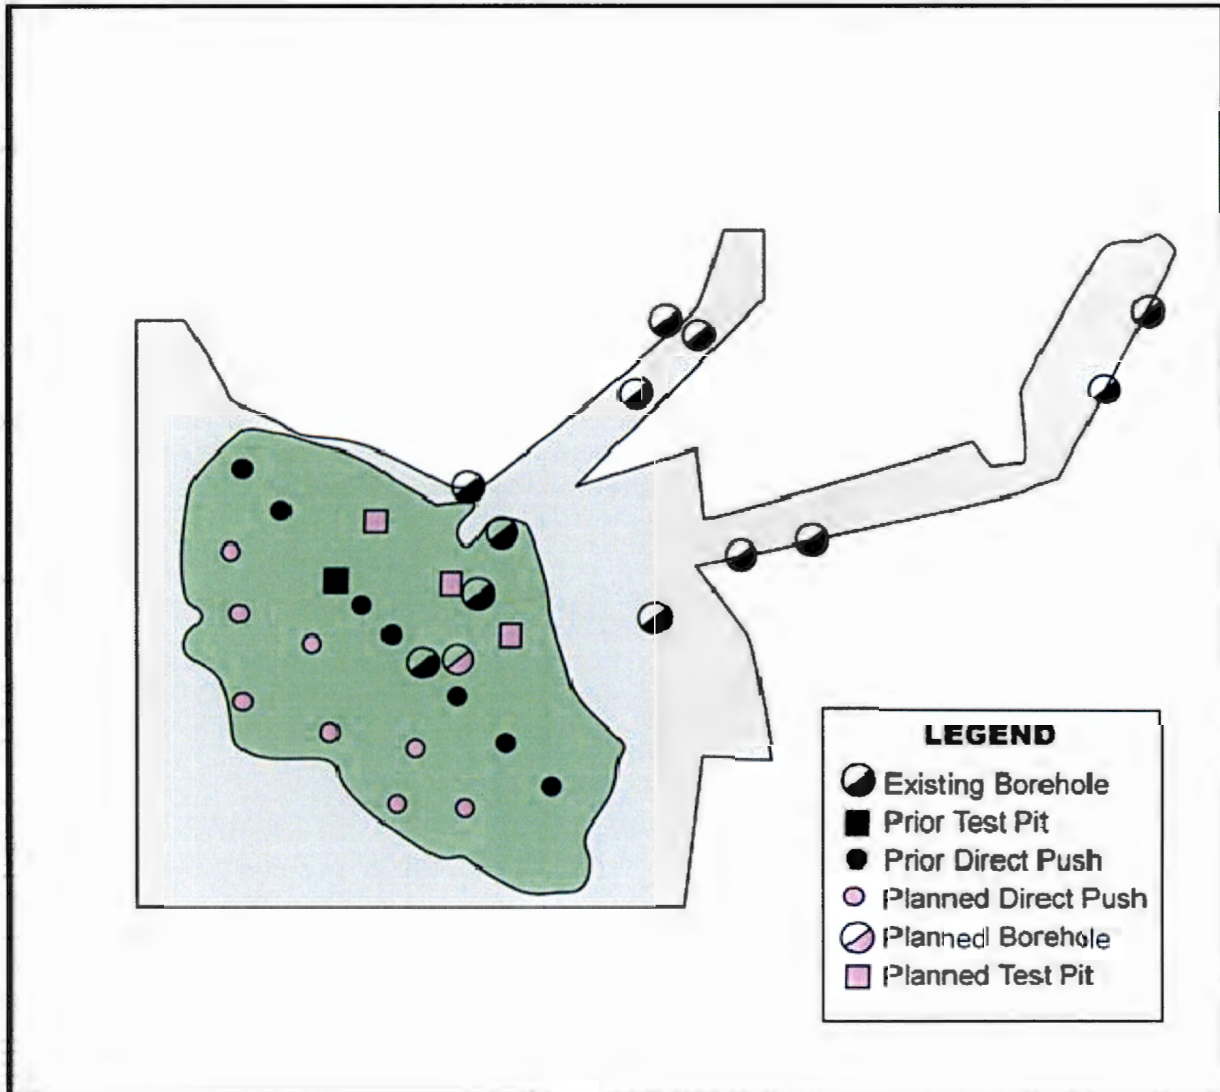 LEGEND
Existing Borehole
Prior Test Pit
Prior Direct Push
Planned Direct Push
Planned Borehole
Planned Test Pit